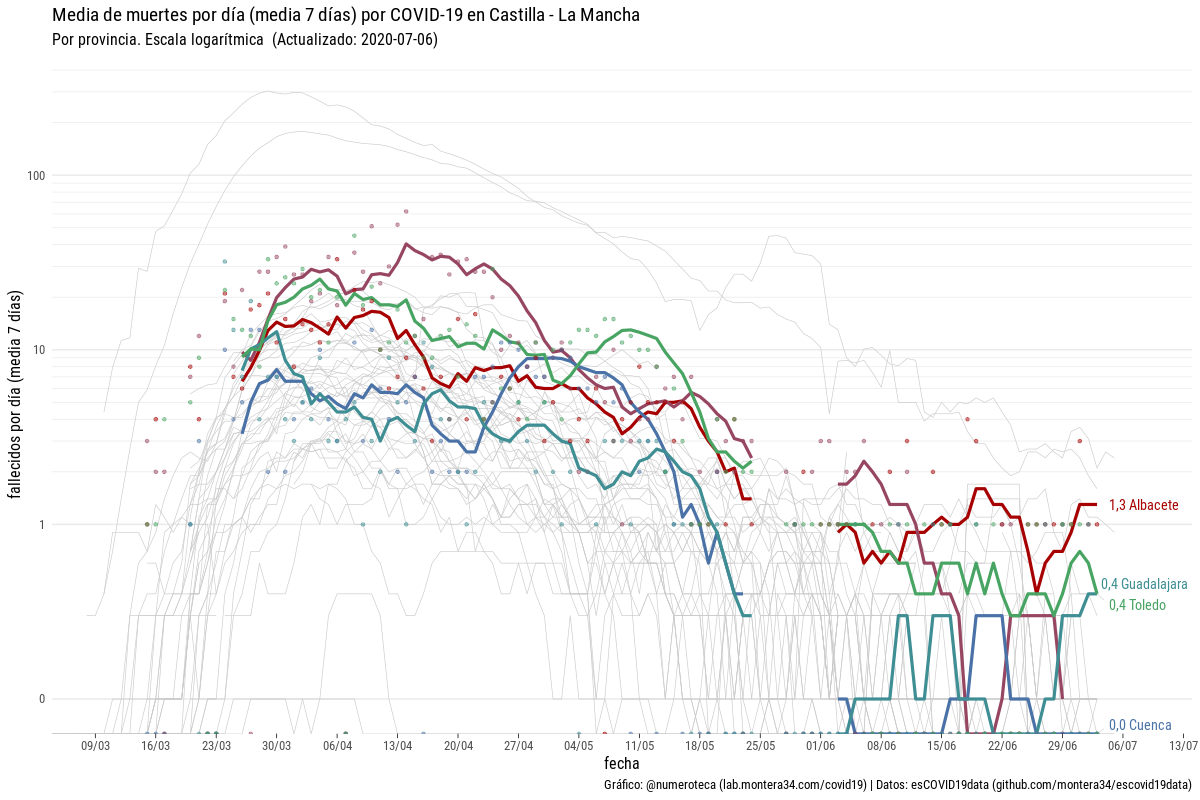 Media de muertes por día (media 7 días) por COVID-19 en Castilla - La Mancha
Por provincia. Escala logarítmica (Actualizado: 2020-07-06)
fallecidos por día (media 7 días)
100
10
1
0
1,3 Albacete
0,4 Guadalajara
0,4 Toledo
0,0 Cuenca
09/03 16/03 23/03 30/03 06/04 13/04 20/04 27/04 04/05 11/05 18/05 25/05 01/06 08/06 15/06 22/06 29/06 06/07 13/07
fecha
Gráfico: @numeroteca (lab.montera34.com/covid19) | Datos: esCOVID19data (github.com/montera34/escovid19data)